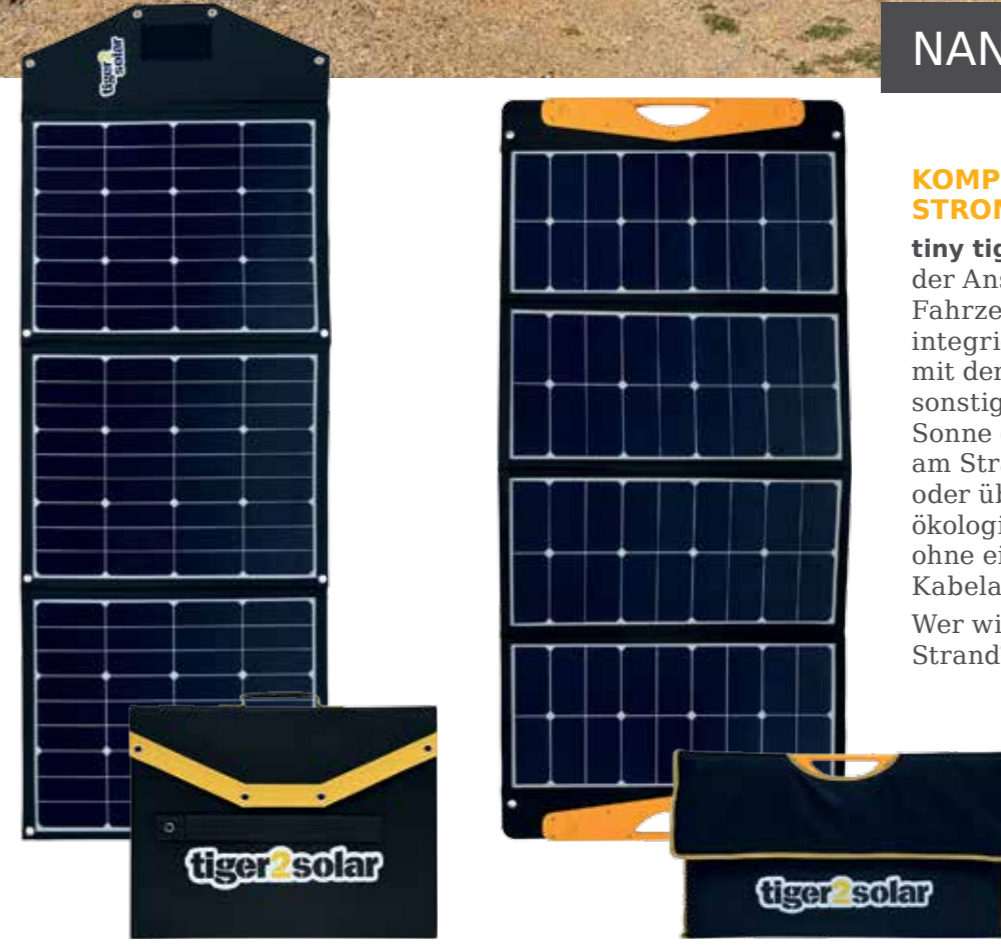 tiger2solar
NAN
KOMP
STRON
tiny tig
der Ans
Fahrze
integri
mit der
sonstig
Sonne
am Stra
oder üb
ökologi
ohne ei
Kabela
Wer wi
Strand
tiger2solar
tiger2solar